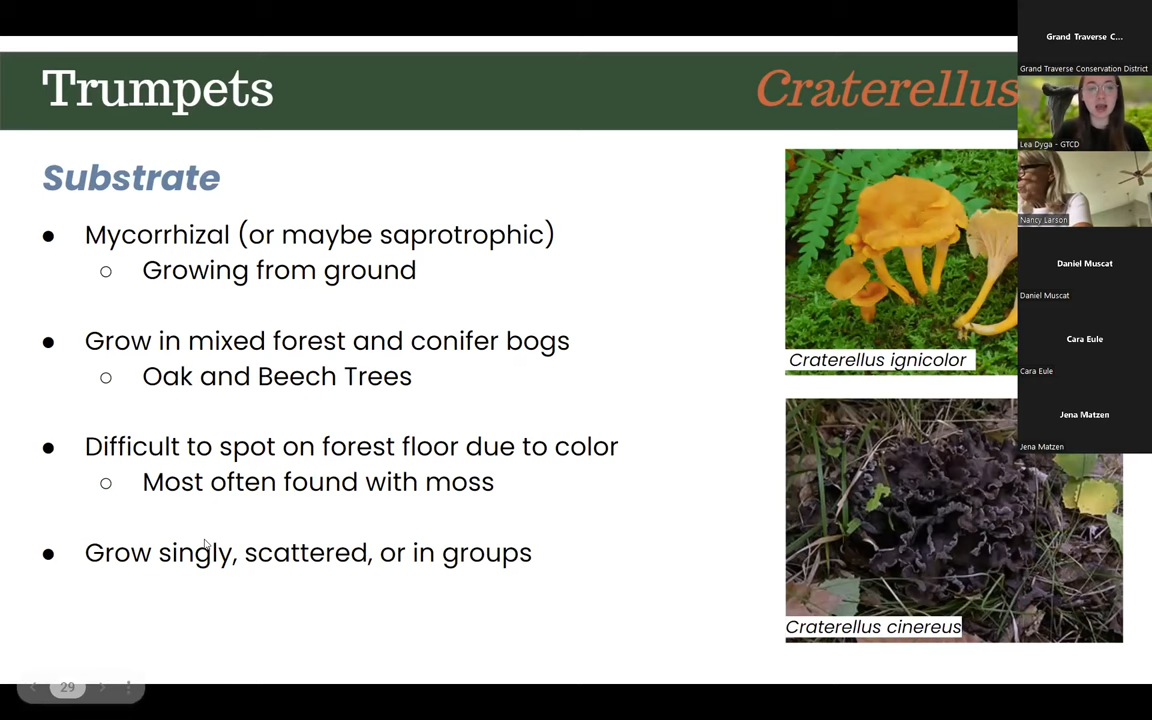 Trumpets
Craterellus
Substrate
● Mycorrhizal (or maybe saprotrophic)
○ Growing from ground
● Grow in mixed forest and conifer bogs
○ Oak and Beech Trees
● Difficult to spot on forest floor due to color
○ Most often found with moss
● Grow singly, scattered, or in groups
Craterellus ignicolor
Craterellus cinereus
29
Grand Traverse C...
Grand Traverse Conservation District
Lea Dyga - GTCD
Nancy Larson
Daniel Muscat
Daniel Muscat
Cara Eule
Cara Eule
Jena Matzen
Jena Matzen